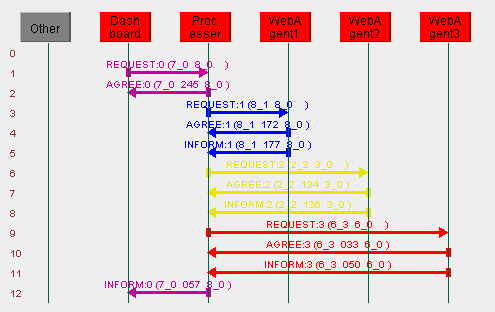 Other
Dash
board
Proc
esser
WebA
gent1
WebA
gent2
WebA
gent3
0
1 REQUEST:0 (7_0 8_0 )
2 AGREE:0 (7_0 245 8_0 )
3 REQUEST:1 (8_1 8_0 )
4 AGREE:1 (8_1 172 8_0 )
5 INFORM:1 (8_1 177 8_0 )
6 REQUEST:2 (2_2 3_0 )
7 AGREE:2 (2_2 134 3_0 )
8 INFORM:2 (2_2 136 3_0 )
9 REQUEST:3 (6_3 6_0 )
10 AGREE:3 (6_3 033 6_0 )
11 INFORM:3 (6_3 050 6_0 )
12 INFORM:0 (7_0 057 8_0 )